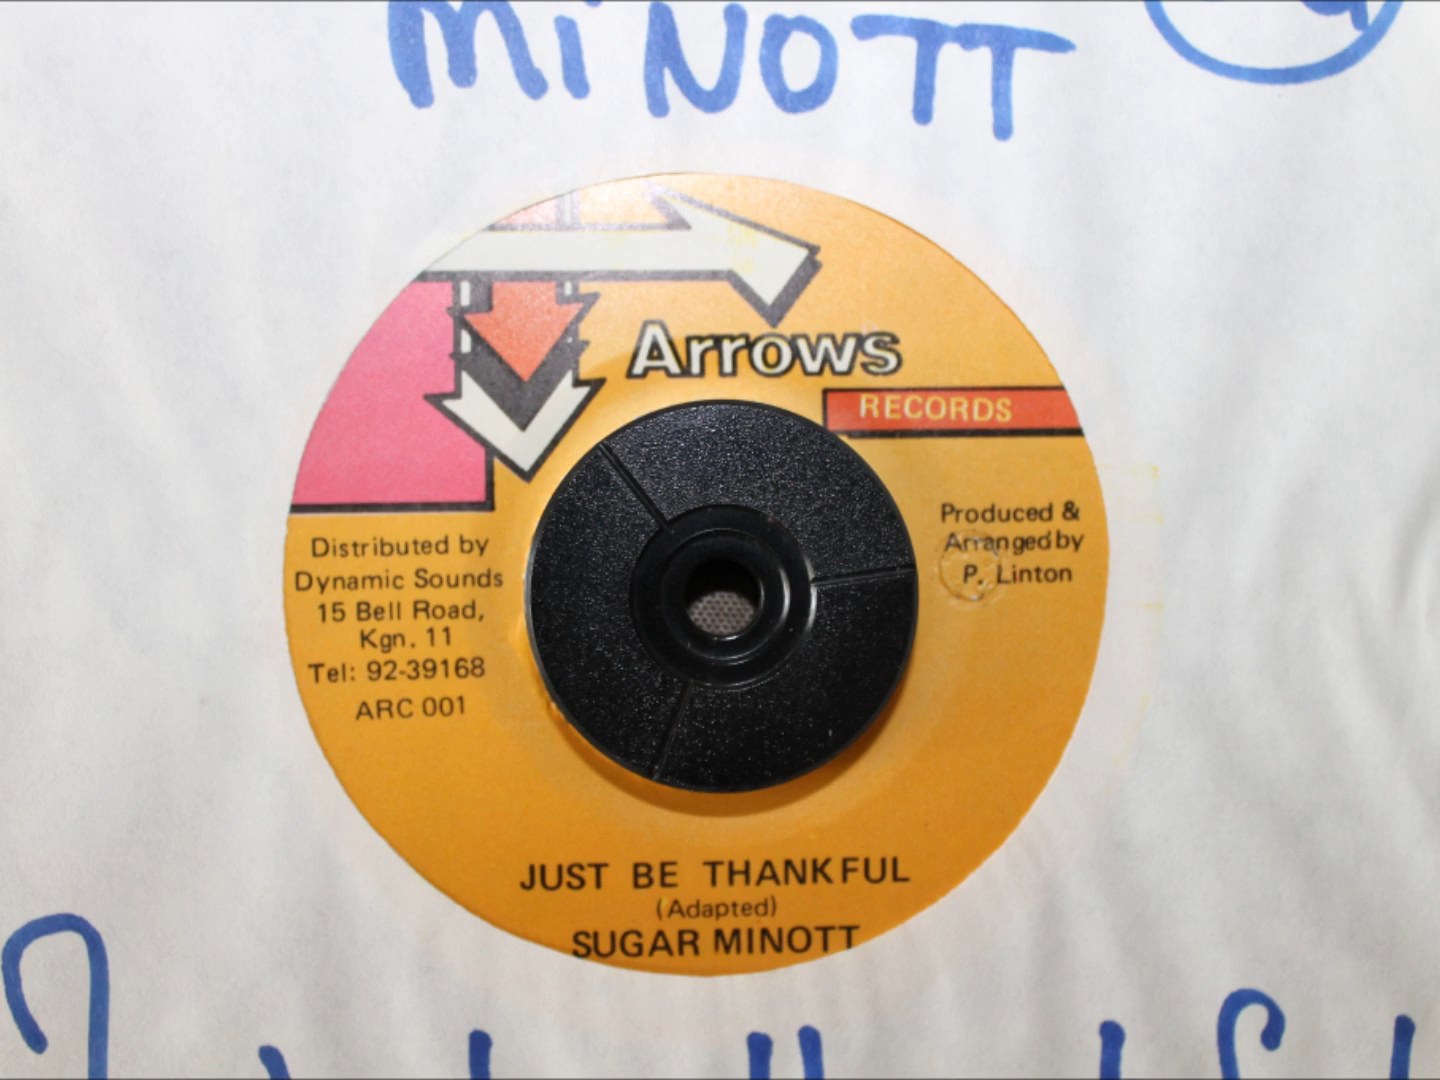 MiNOTT
Arrows
RECORDS
Distributed by
Dynamic Sounds
15 Bell Road,
Kgn. 11
Tel: 92-39168
ARC 001
Produced &
Arranged by
P. Linton
JUST BE THANKFUL
(Adapted)
SUGAR MINOTT